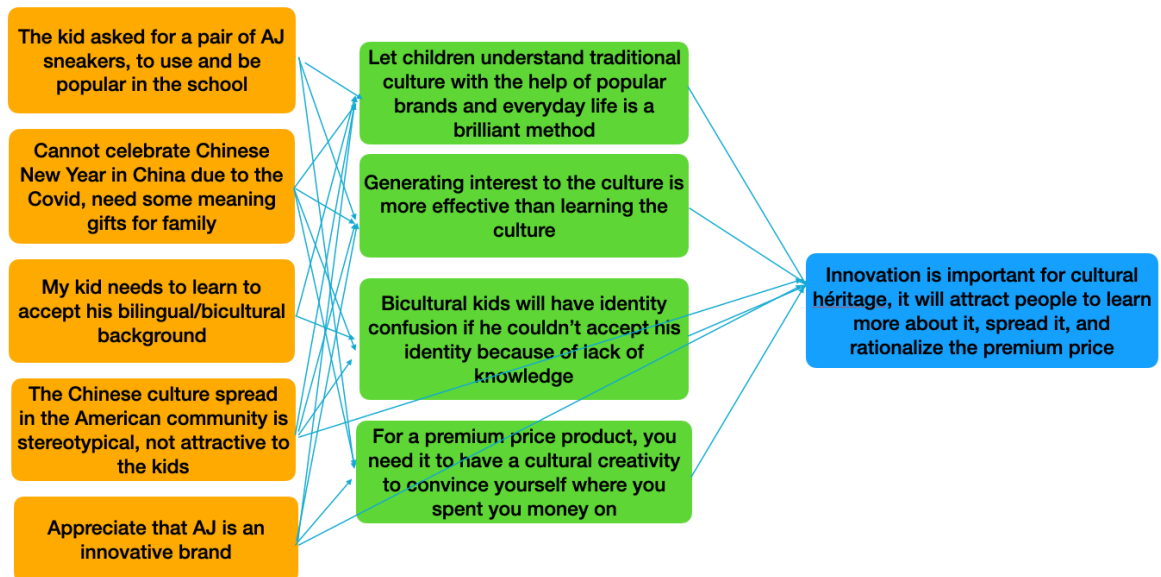 The kid asked for a pair of AJ
sneakers, to use and be
popular in the school
Cannot celebrate Chinese
New Year in China due to the
Covid, need some meaning
gifts for family
My kid needs to learn to
accept his bilingual/bicultural
background
The Chinese culture spread
in the American community is
stereotypical, not attractive to
the kids
Appreciate that AJ is an
innovative brand
Let children understand traditional
culture with the help of popular
brands and everyday life is a
brilliant method
Generating interest to the culture is
more effective than learning the
culture
Bicultural kids will have identity
confusion if he couldn’t accept his
identity because of lack of
knowledge
For a premium price product, you
need it to have a cultural creativity
to convince yourself where you
spent you money on
Innovation is important for cultural
héritage, it will attract people to learn
more about it, spread it, and
rationalize the premium price